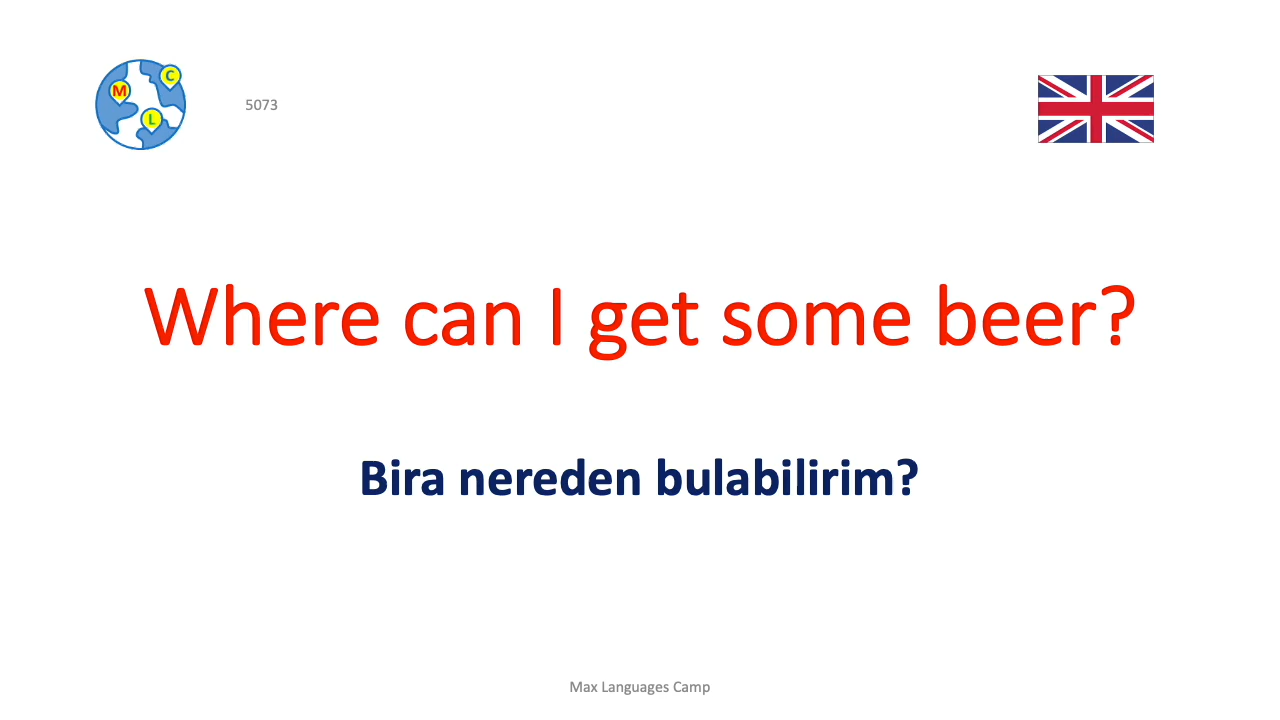 M
C
L
5073
Where can I get some beer?
Bira nereden bulabilirim?
Max Languages Camp